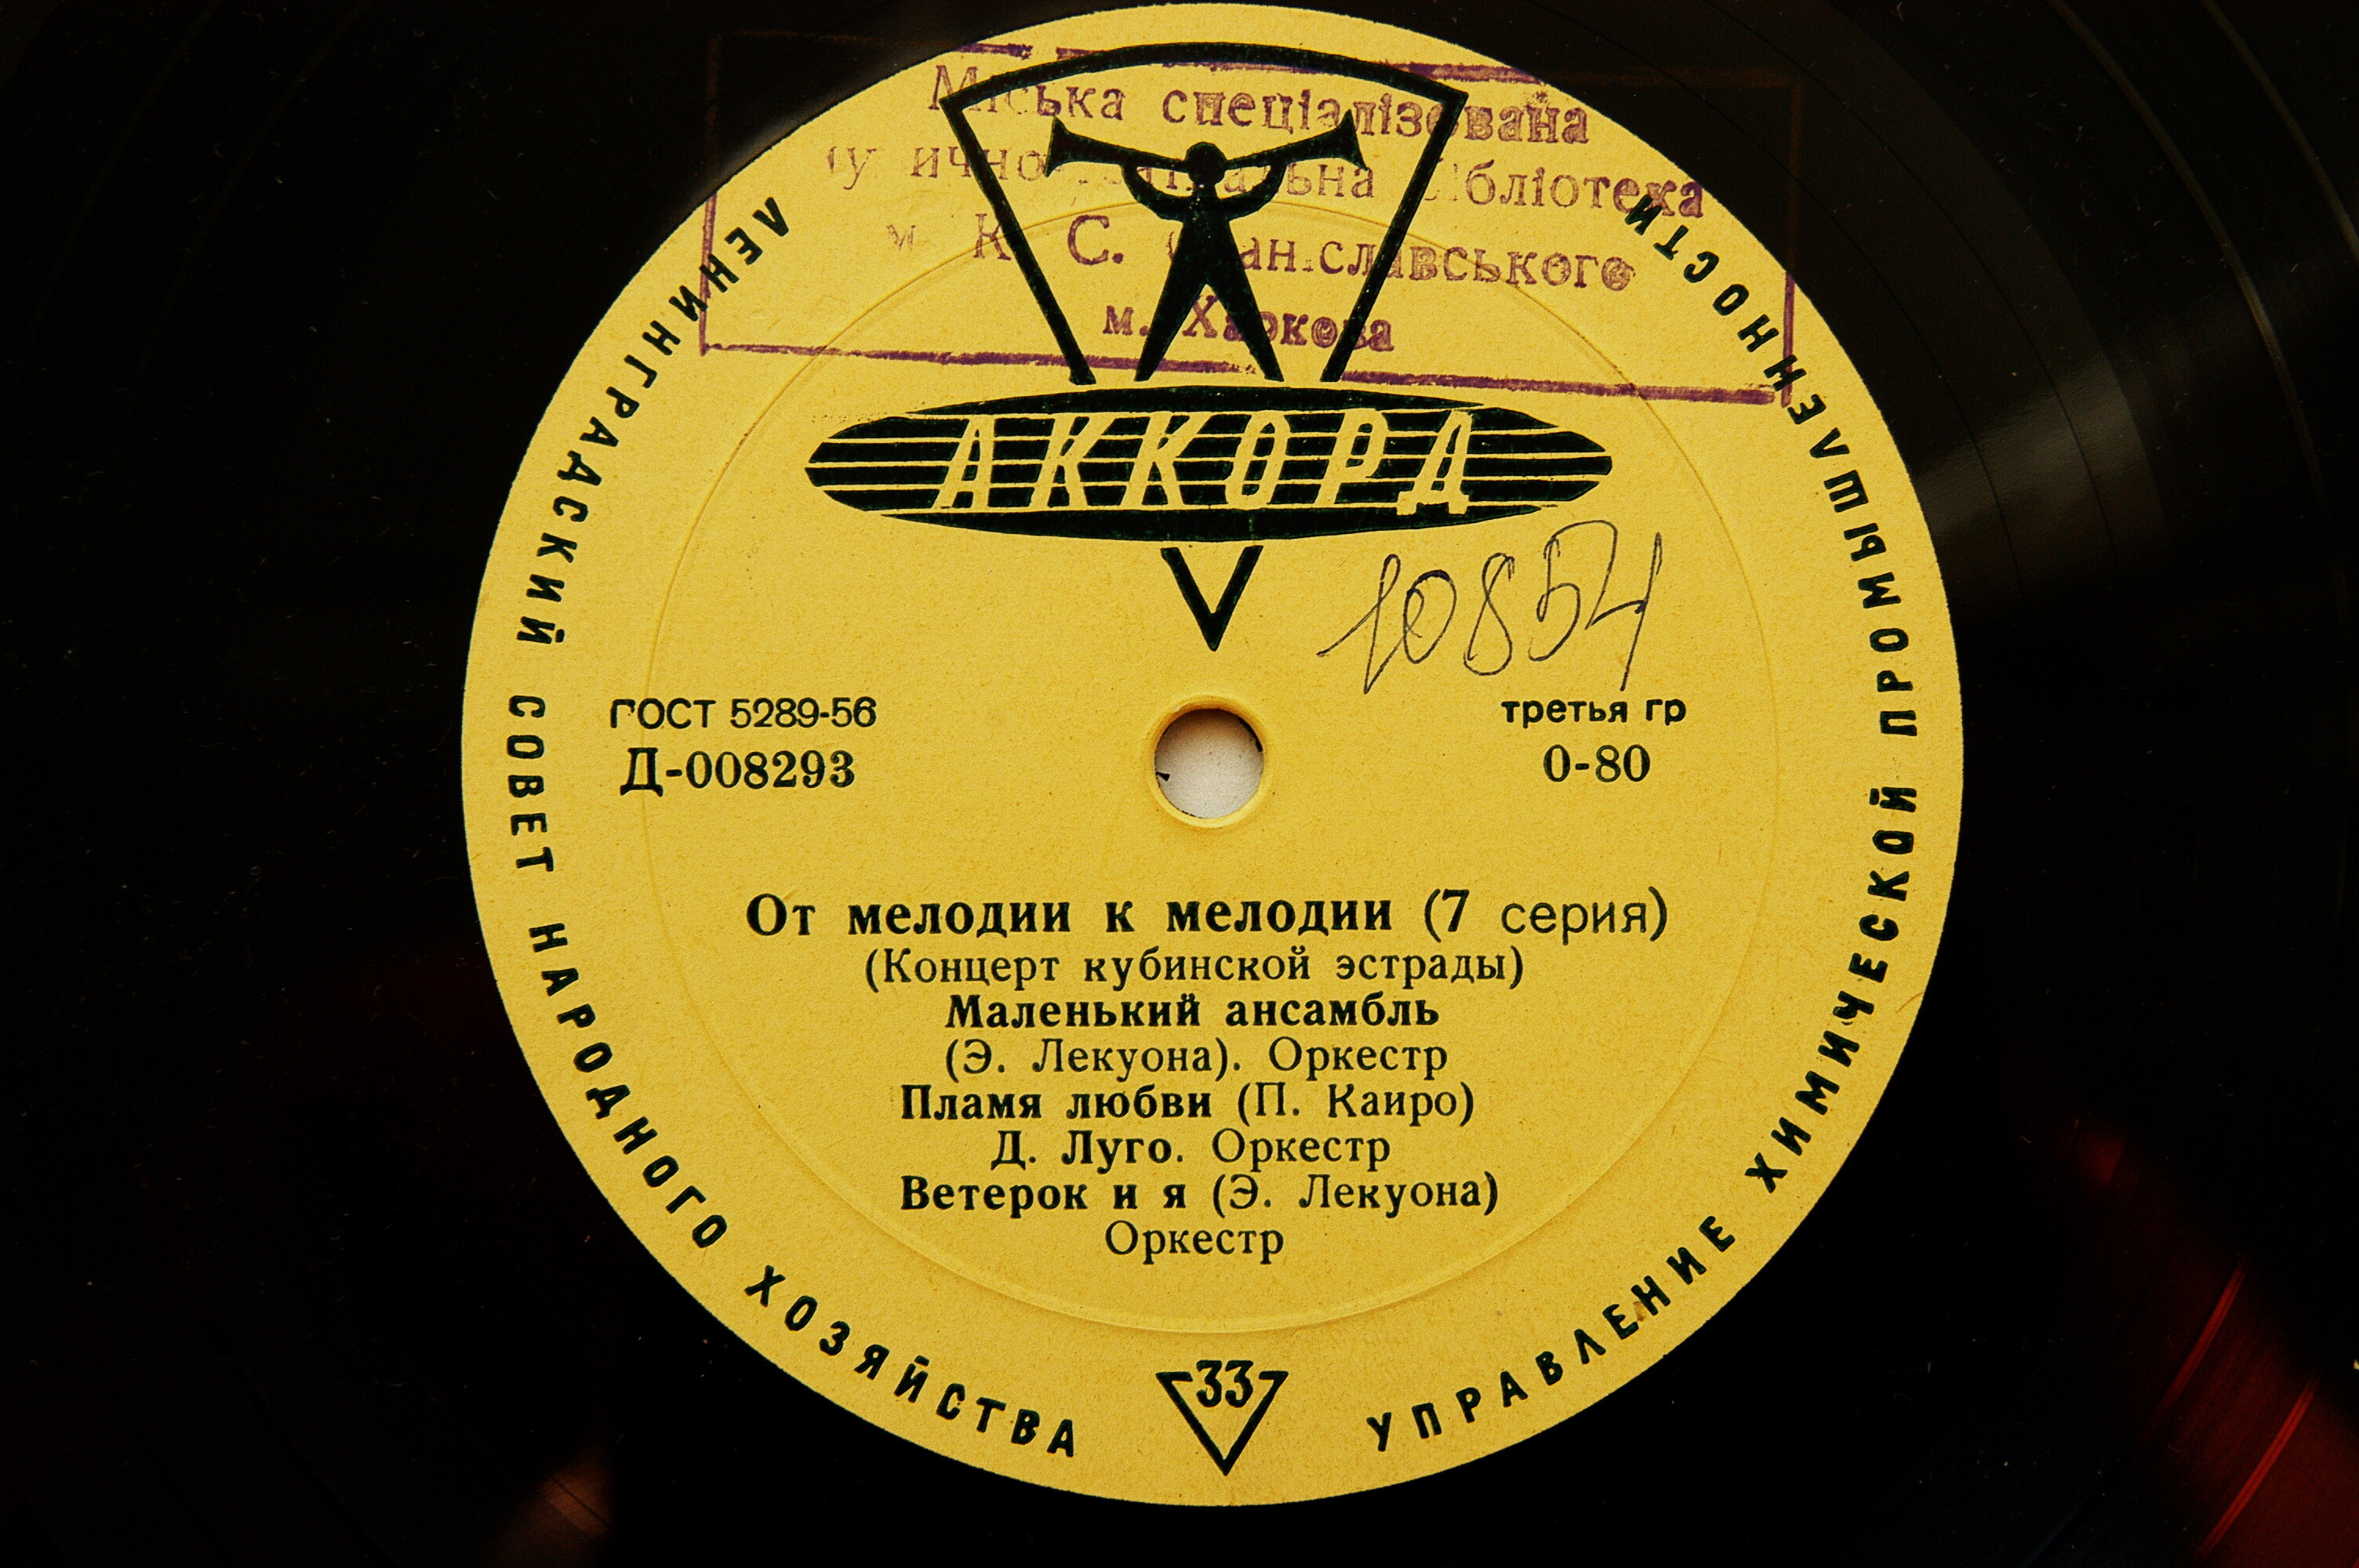 Міська спеціалізована
бібліотека
К. С. Станіславського
м. Харкова
АККОРД
10854
ГОСТ 5289-56
Д-008293
третья гр
0-80
От мелодии к мелодии (7 серия)
(Концерт кубинской эстрады)
Маленький ансамбль
(Э. Лекуона). Оркестр
Пламя любви (П. Каиро)
Д. Луго. Оркестр
Ветерок и я (Э. Лекуона)
Оркестр
33
ЛЕНИНГРАДСКИЙ СОВЕТ НАРОДНОГО ХОЗЯЙСТВА
УПРАВЛЕНИЕ ХИМИЧЕСКОЙ ПРОМЫШЛЕННОСТИ